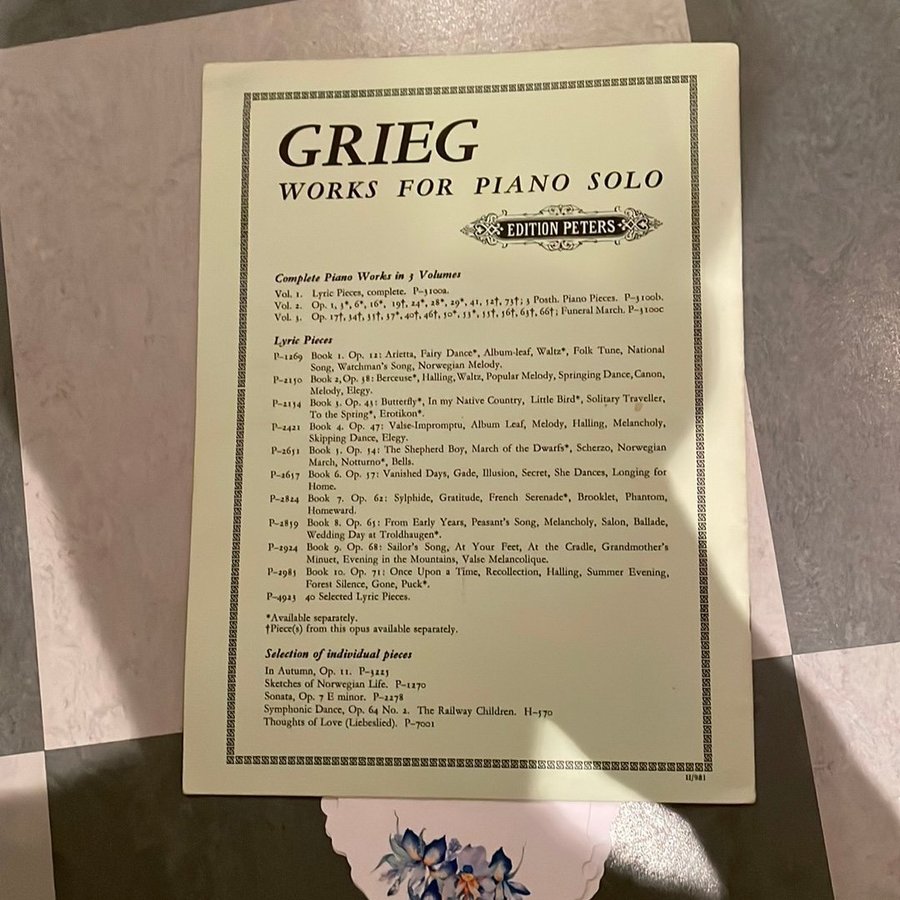 GRIEG
WORKS FOR PIANO SOLO
EDITION PETERS
Complete Piano Works in 3 Volumes
Vol. 1. Lyric Pieces, complete. P-3100a.
Vol. 2. Op. 1, 3*, 6*, 16*, 19†, 24*, 28*, 29*, 41, 52†, 73†; 3 Posth. Piano Pieces. P-3100b.
Vol. 3. Op. 17†, 34†, 35†, 37*, 40†, 46†, 50*, 53*, 55†, 56†, 63†, 66†; Funeral March. P-3100c
Lyric Pieces
P-1269 Book 1. Op. 12: Arietta, Fairy Dance*, Album-leaf, Waltz*, Folk Tune, National
Song, Watchman's Song, Norwegian Melody.
P-2150 Book 2, Op. 38: Berceuse*, Halling, Waltz, Popular Melody, Springing Dance, Canon,
Melody, Elegy.
P-2154 Book 3. Op. 43: Butterfly*, In my Native Country, Little Bird*, Solitary Traveller,
To the Spring*, Erotikon*.
P-2421 Book 4. Op. 47: Valse-Impromptu, Album Leaf, Melody, Halling, Melancholy,
Skipping Dance, Elegy.
P-2651 Book 5. Op. 54: The Shepherd Boy, March of the Dwarfs*, Scherzo, Norwegian
March, Notturno*, Bells.
P-2657 Book 6. Op. 57: Vanished Days, Gade, Illusion, Secret, She Dances, Longing for
Home.
P-2824 Book 7. Op. 62: Sylphide, Gratitude, French Serenade*, Brooklet, Phantom,
Homeward.
P-2859 Book 8. Op. 65: From Early Years, Peasant's Song, Melancholy, Salon, Ballade,
Wedding Day at Troldhaugen*.
P-2924 Book 9. Op. 68: Sailor's Song, At Your Feet, At the Cradle, Grandmother's
Minuet, Evening in the Mountains, Valse Melancolique.
P-2985 Book 10. Op. 71: Once Upon a Time, Recollection, Halling, Summer Evening,
Forest Silence, Gone, Puck*.
P-4923 40 Selected Lyric Pieces.
*Available separately.
†Piece(s) from this opus available separately.
Selection of individual pieces
In Autumn, Op. 11. P-3225
Sketches of Norwegian Life. P-1270
Sonata, Op. 7 E minor. P-2278
Symphonic Dance, Op. 64 No. 2. The Railway Children. H-570
Thoughts of Love (Liebeslied). P-7001
II/981